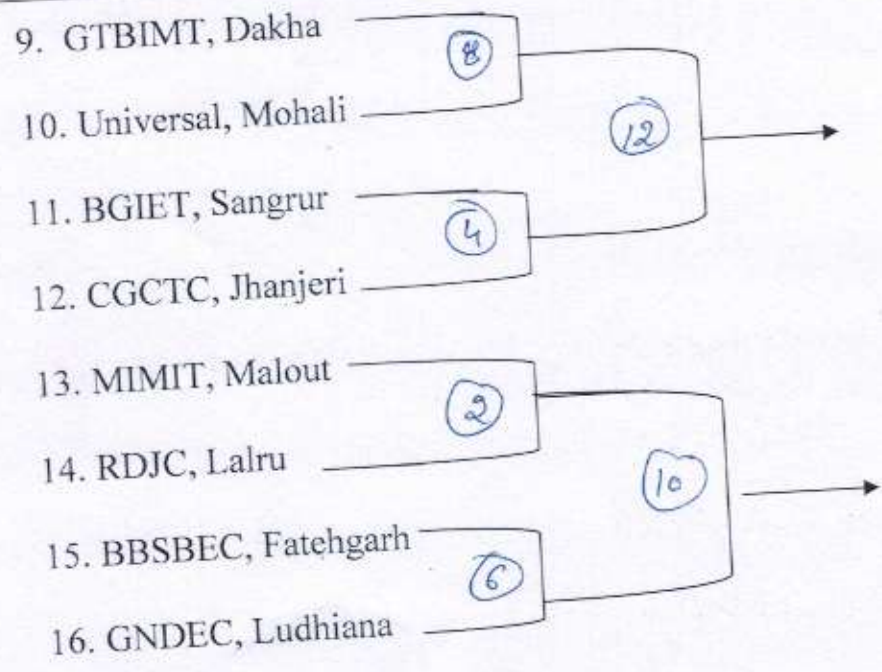 9. GTBIMT, Dakha
8
10. Universal, Mohali
12
11. BGIET, Sangrur
4
12. CGCTC, Jhanjeri
13. MIMIT, Malout
2
14. RDJC, Lalru
10
15. BBSBEC, Fatehgarh
6
16. GNDEC, Ludhiana